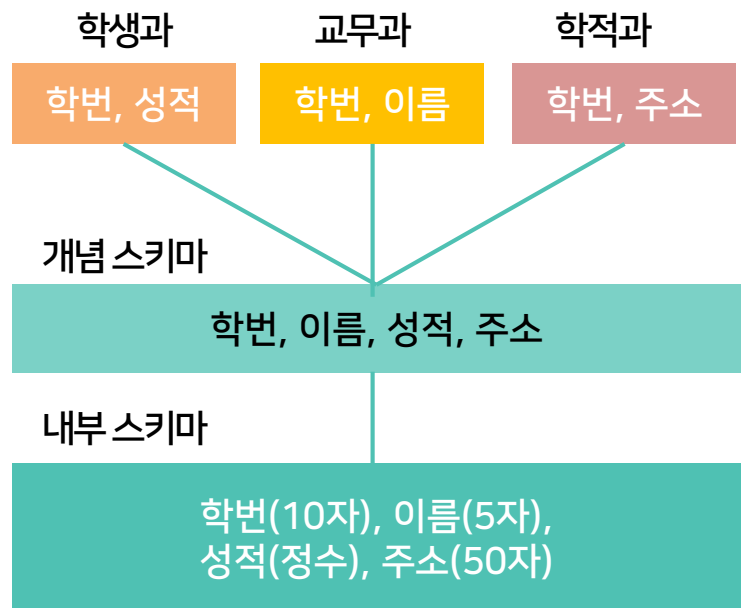 학생과 교무과 학적과
학번, 성적 학번, 이름 학번, 주소
개념 스키마
학번, 이름, 성적, 주소
내부 스키마
학번(10자), 이름(5자),
성적(정수), 주소(50자)